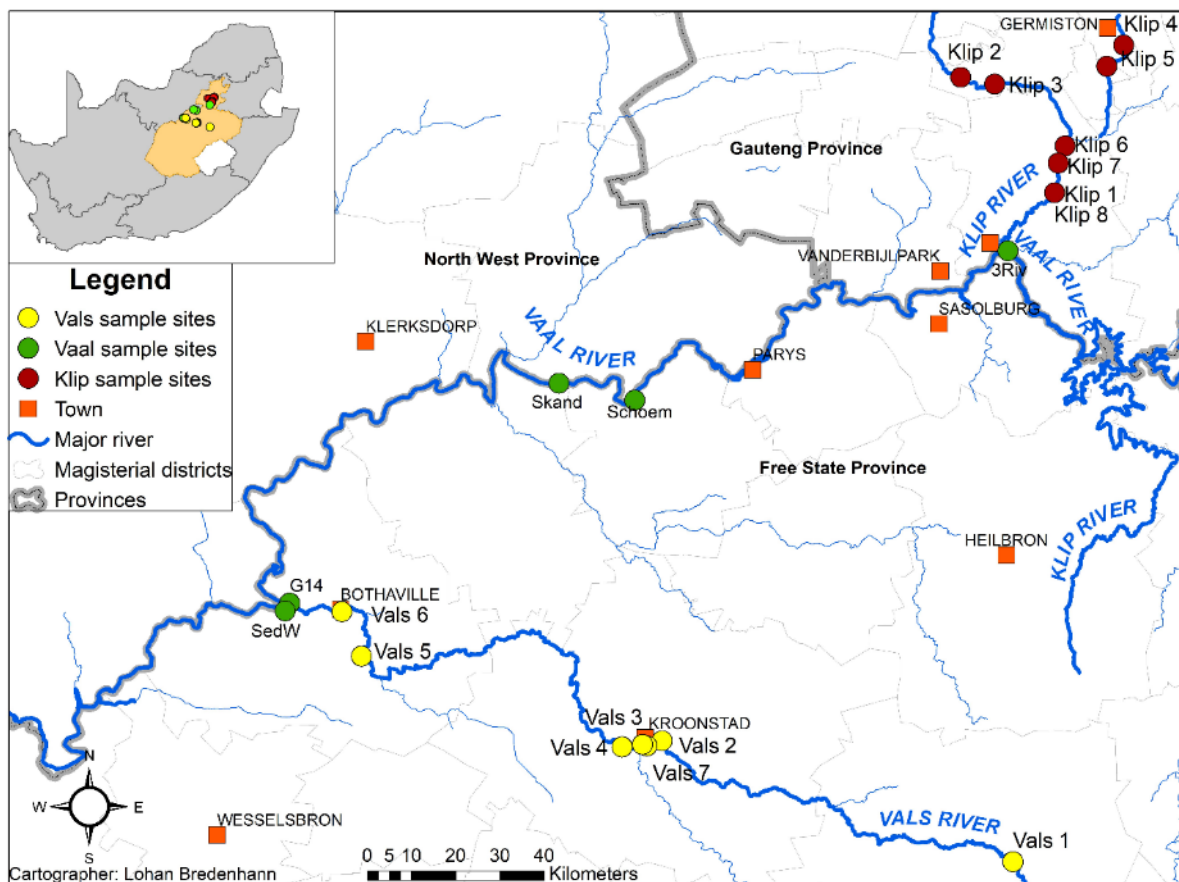 GERMISTON
Klip 4
Klip 2
Klip 5
Klip 3
Gauteng Province
Klip 6
Klip 7
Klip 1
Klip 8
KLIP RIVER
VAAL RIVER
North West Province
VANDERBIJLPARK
3Riv
Legend
Vals sample sites
Vaal sample sites
Klip sample sites
Town
Major river
Magisterial districts
Provinces
KLERKSDORP
VAAL RIVER
SASOLBURG
PARYS
Skand
Schoem
Free State Province
HEILBRON
KLIP RIVER
G14
BOTHAVILLE
SedW
Vals 6
Vals 5
Vals 3
KROONSTAD
Vals 4
Vals 2
Vals 7
N
W
E
S
WESSELSBRON
VALS RIVER
Vals 1
0 5 10 20 30 40
Kilometers
Cartographer: Lohan Bredenhann